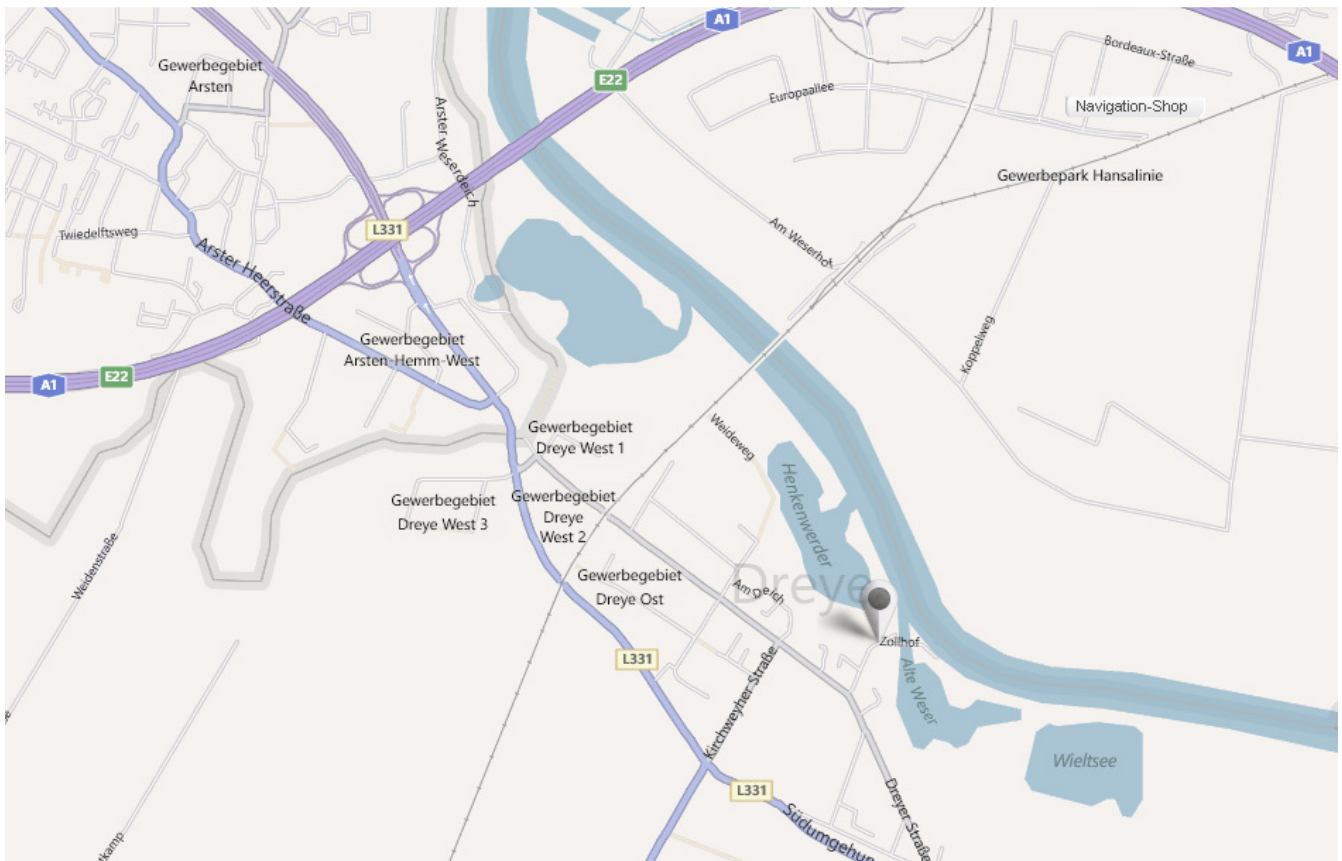 A1
A1
Bordeaux-Straße
Gewerbegebiet
Arsten
E22
Europaallee
Navigation-Shop
Arster Weserdeich
Gewerbepark Hansalinie
Twiedelftsweg
L331
Am Weserhof
Arster Heerstraße
Gewerbegebiet
Arsten-Hemm-West
Koppelweg
E22
A1
Gewerbegebiet
Dreye West 1
Weideweg
Henkenwerder
Gewerbegebiet
Dreye West 3
Gewerbegebiet
Dreye
West 2
Weidenstraße
Gewerbegebiet
Dreye Ost
Am Deich
Dreye
Zollhof
L331
Alte Weser
Kirchweyher Straße
Wieltsee
L331
Dreyer Straße
Südumgehun
tkamp